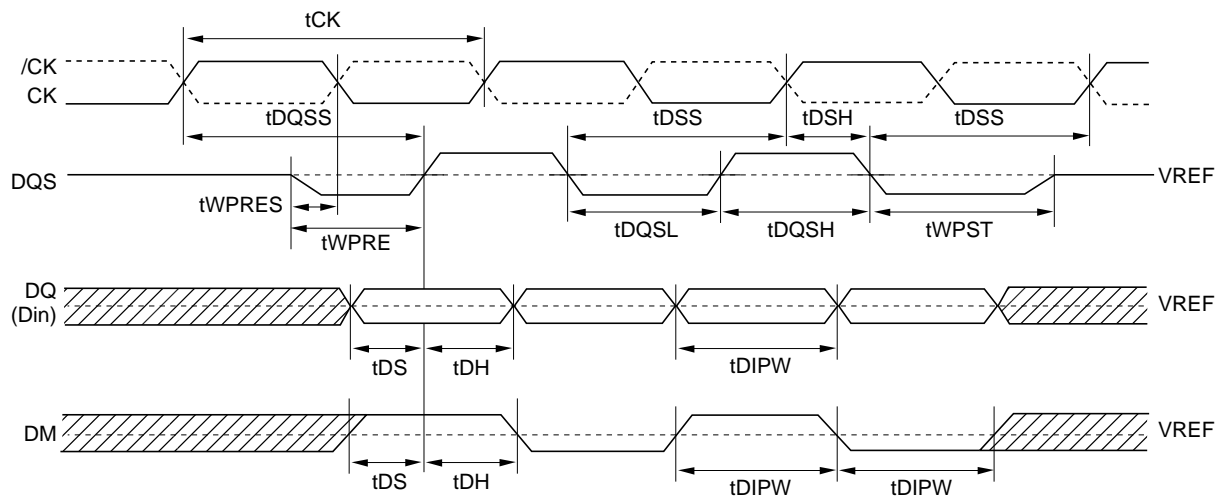 tCK
/CK
CK
tDQSS tDSS tDSH tDSS
DQS VREF
tWPRES
tWPRE tDQSL tDQSH tWPST
DQ
(Din) VREF
tDS tDH tDIPW
DM VREF
tDS tDH tDIPW tDIPW